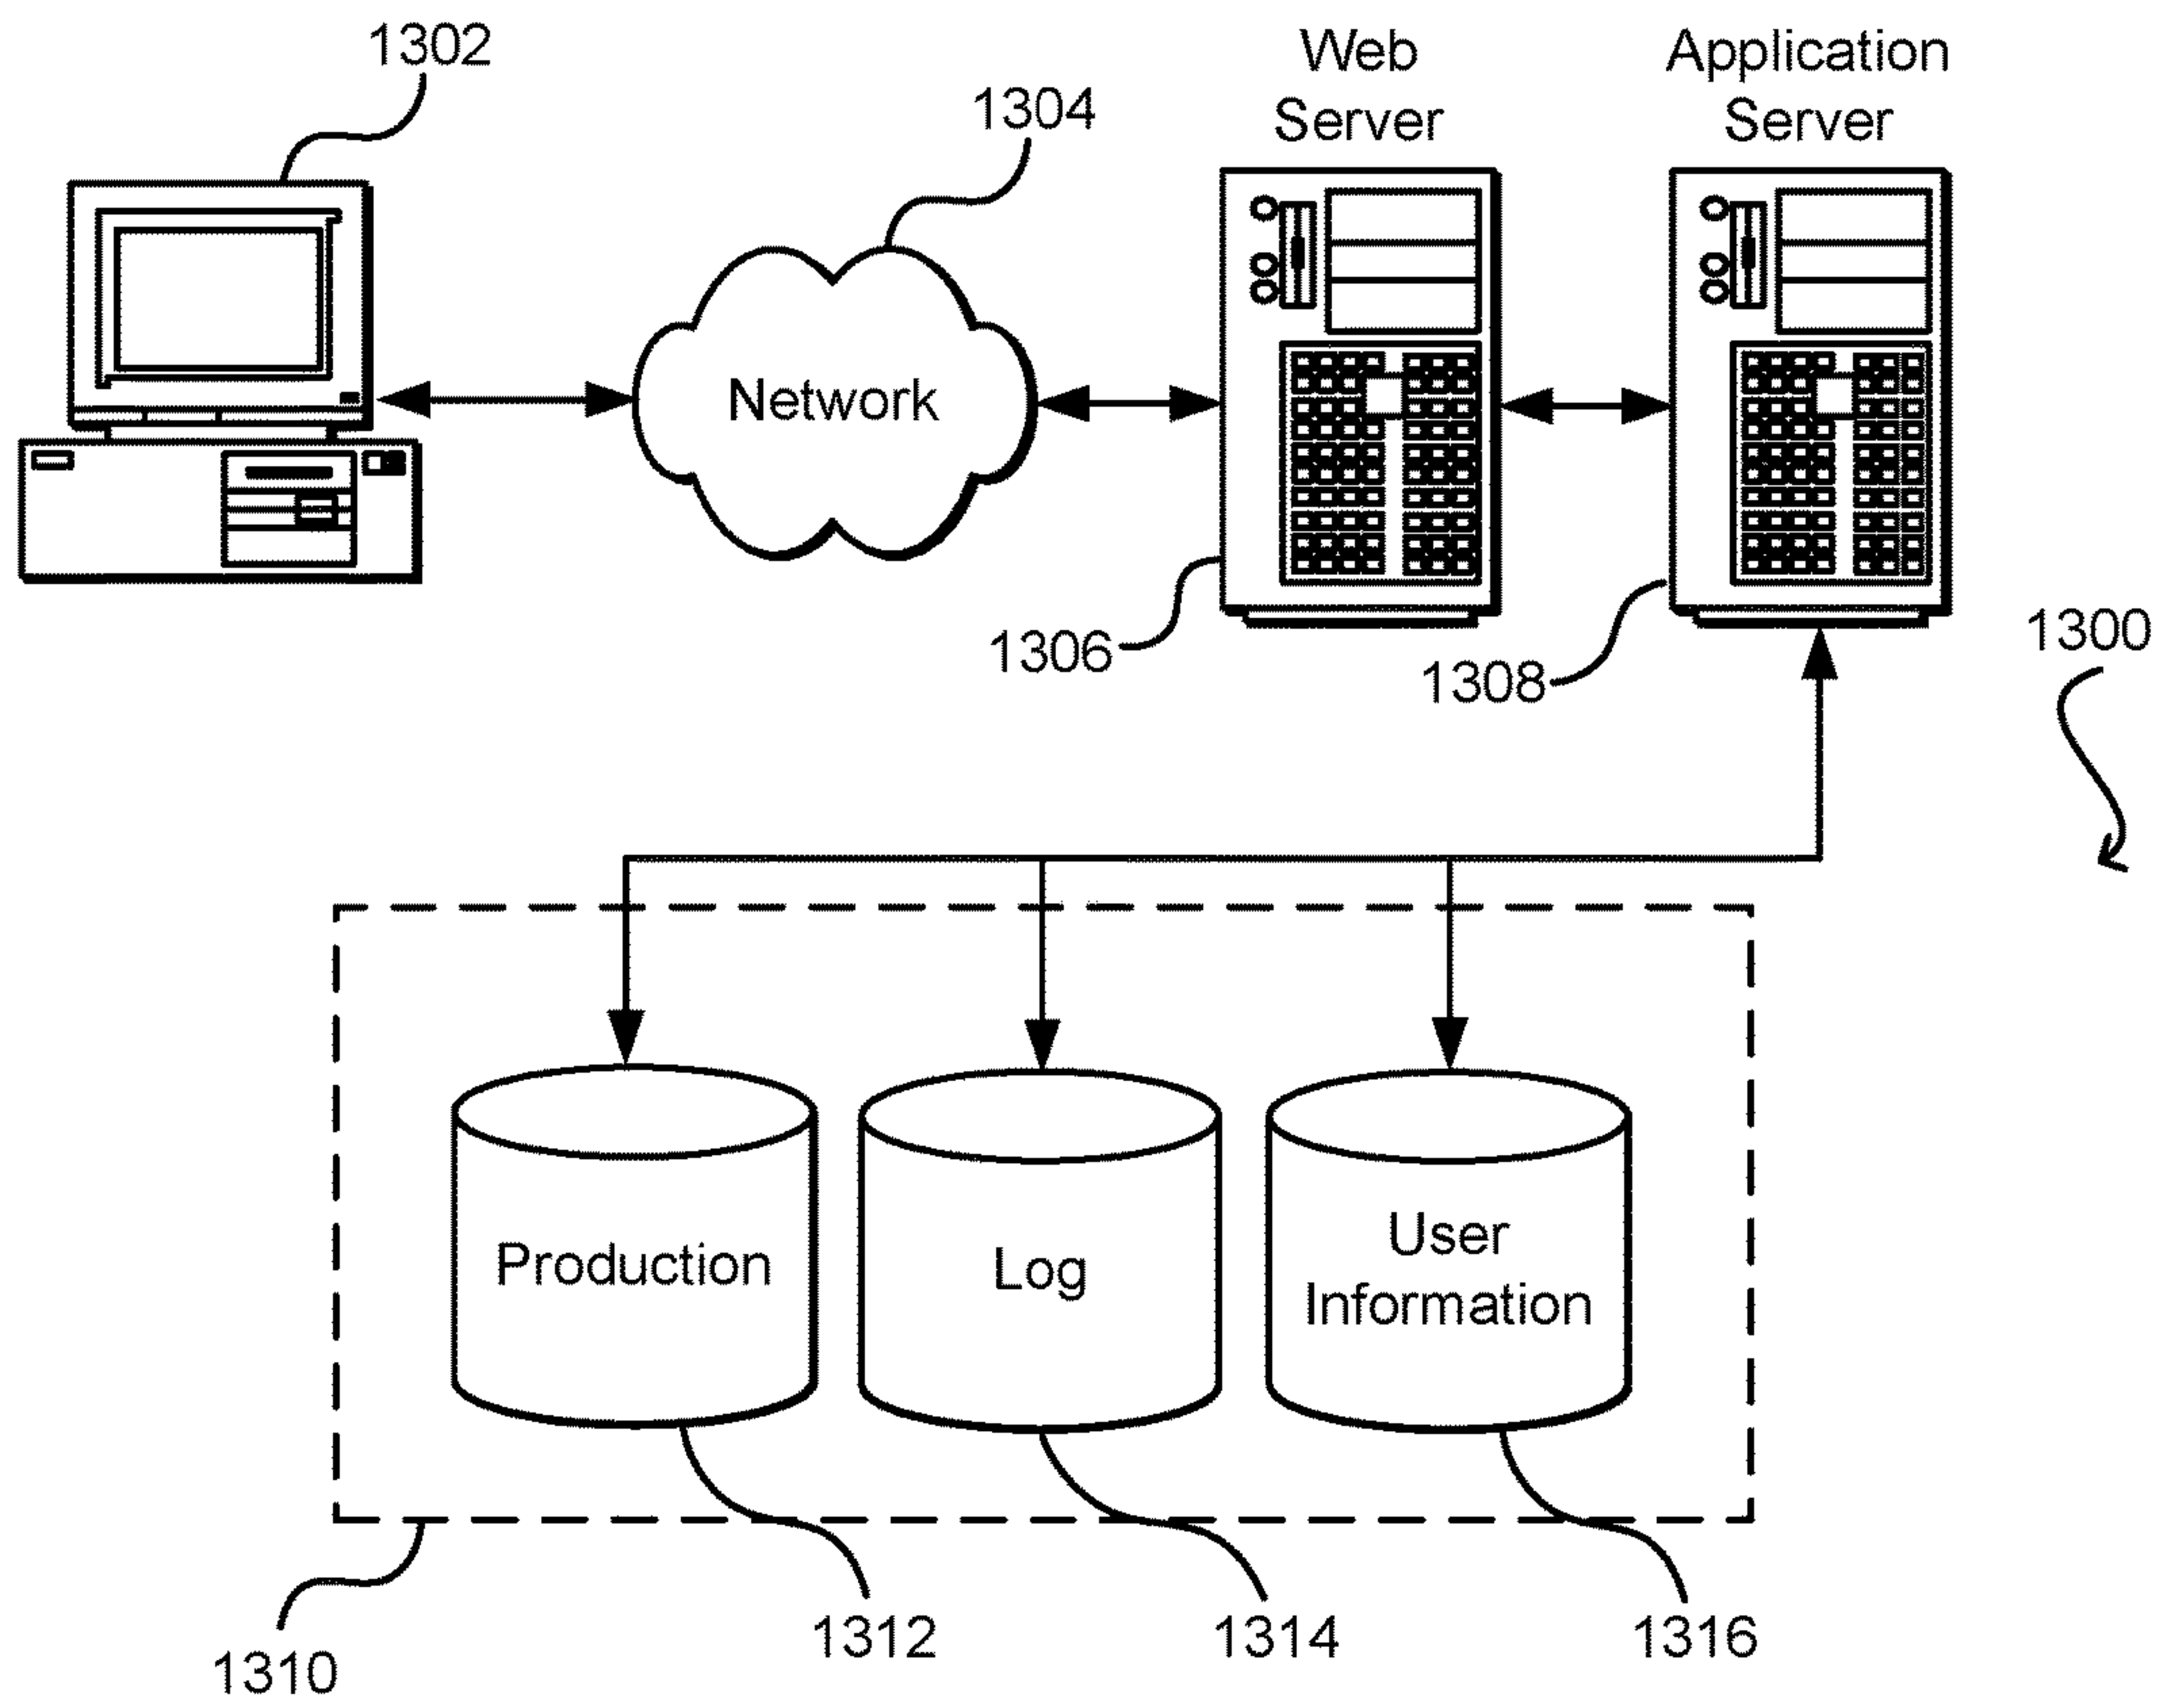 1302
1304
Web
Server
Application
Server
Network
1306
1308
1300
Production
Log
User
Information
1310
1312
1314
1316